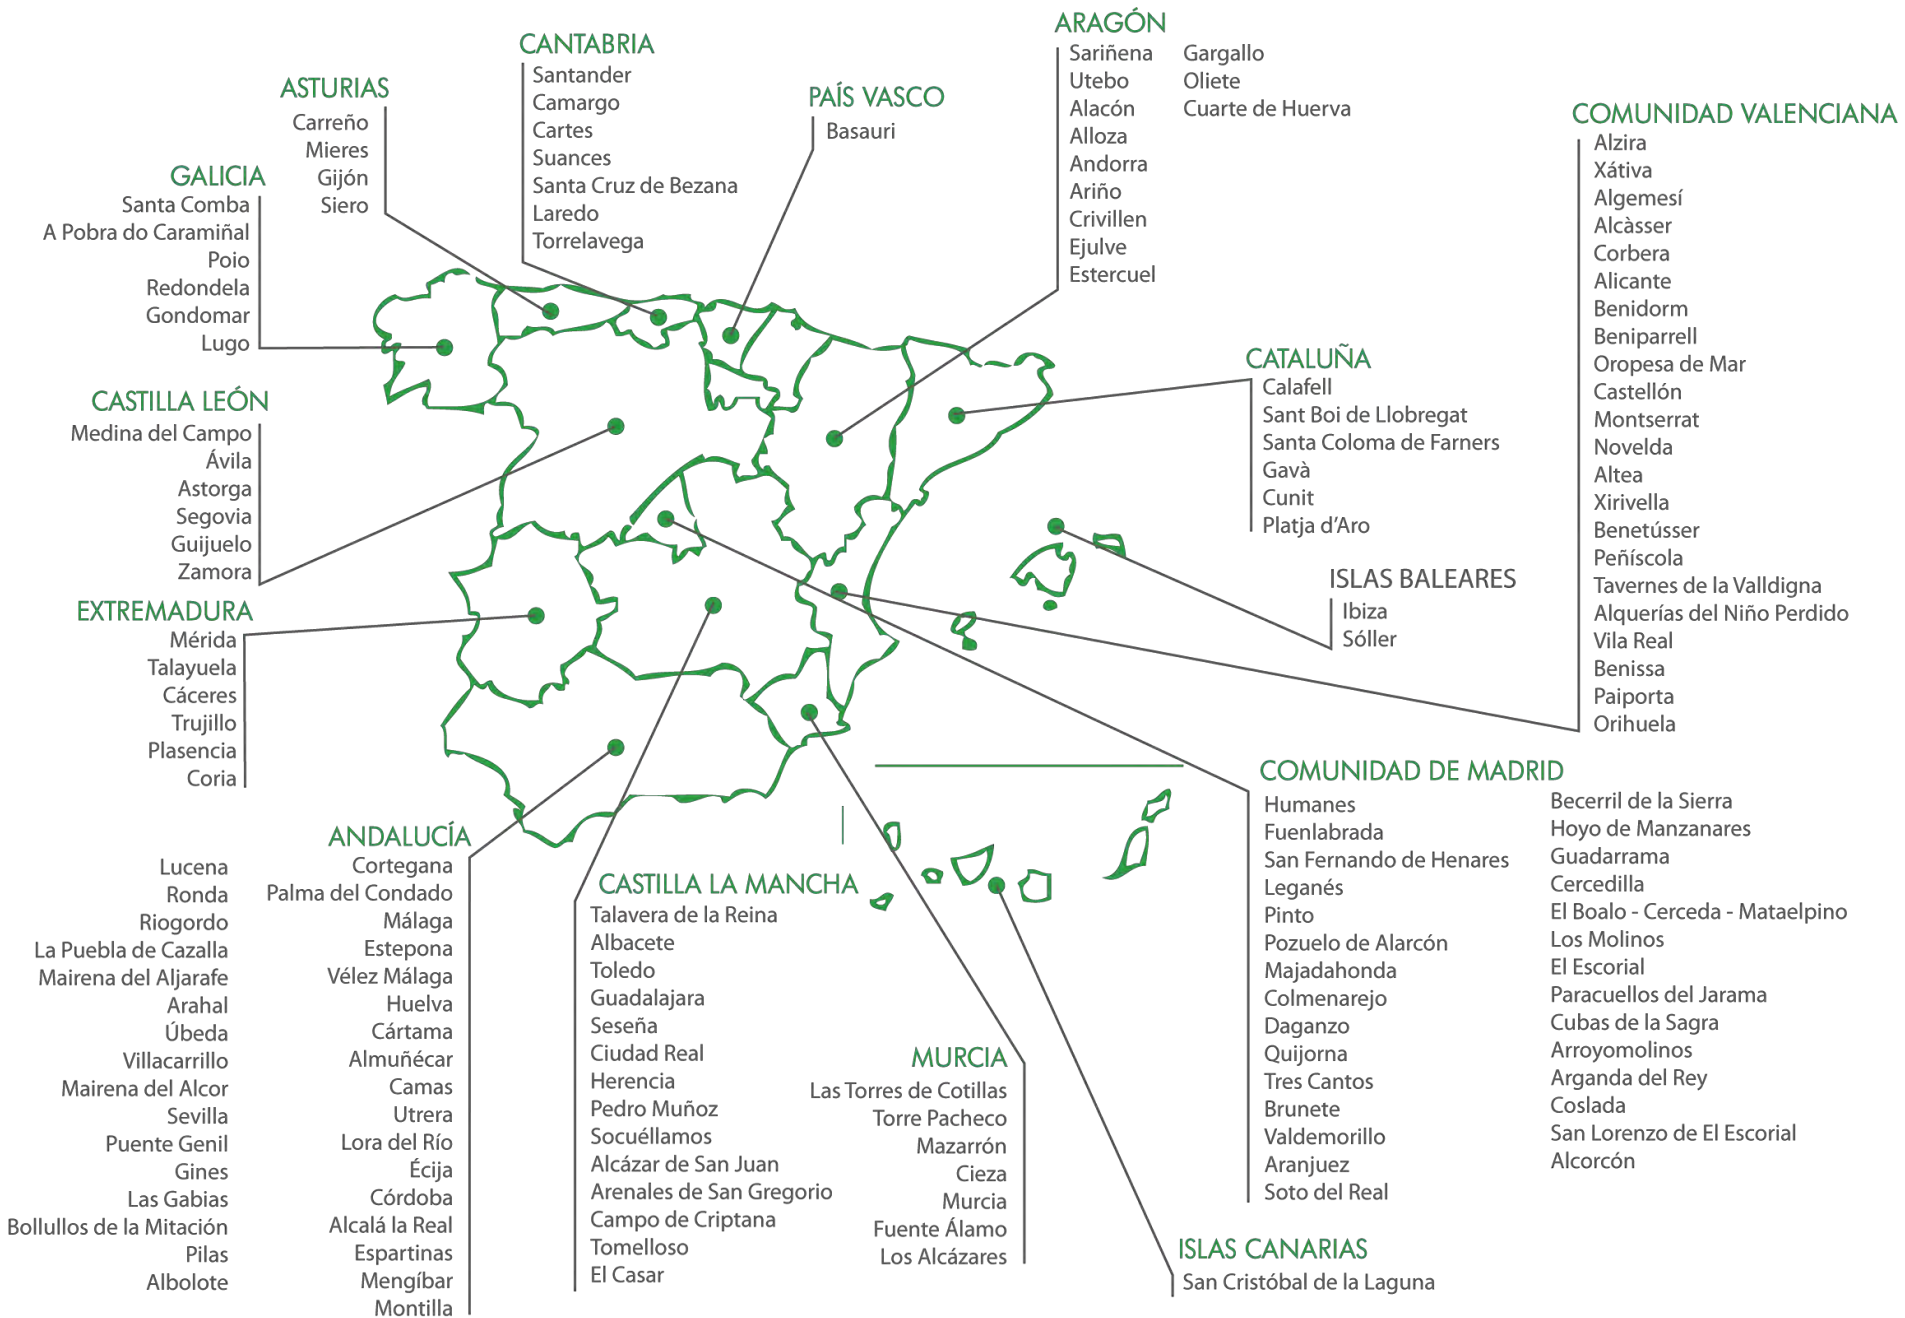 ARAGÓN
Sariñena
Utebo
Alacón
Alloza
Andorra
Ariño
Crivillen
Ejulve
Estercuel
Gargallo
Oliete
Cuarte de Huerva
CANTABRIA
Santander
Camargo
Cartes
Suances
Santa Cruz de Bezana
Laredo
Torrelavega
ASTURIAS
Carreño
Mieres
Gijón
Siero
PAÍS VASCO
Basauri
COMUNIDAD VALENCIANA
Alzira
Xátiva
Algemesí
Alcàsser
Corbera
Alicante
Benidorm
Beniparrell
Oropesa de Mar
Castellón
Montserrat
Novelda
Altea
Xirivella
Benetússer
Peñíscola
Tavernes de la Valldigna
Alquerías del Niño Perdido
Vila Real
Benissa
Paiporta
Orihuela
GALICIA
Santa Comba
A Pobra do Caramiñal
Poio
Redondela
Gondomar
Lugo
CATALUÑA
Calafell
Sant Boi de Llobregat
Santa Coloma de Farners
Gavà
Cunit
Platja d’Aro
CASTILLA LEÓN
Medina del Campo
Ávila
Astorga
Segovia
Guijuelo
Zamora
ISLAS BALEARES
Ibiza
Sóller
EXTREMADURA
Mérida
Talayuela
Cáceres
Trujillo
Plasencia
Coria
COMUNIDAD DE MADRID
Humanes
Fuenlabrada
San Fernando de Henares
Leganés
Pinto
Pozuelo de Alarcón
Majadahonda
Colmenarejo
Daganzo
Quijorna
Tres Cantos
Brunete
Valdemorillo
Aranjuez
Soto del Real
Becerril de la Sierra
Hoyo de Manzanares
Guadarrama
Cercedilla
El Boalo - Cerceda - Mataelpino
Los Molinos
El Escorial
Paracuellos del Jarama
Cubas de la Sagra
Arroyomolinos
Arganda del Rey
Coslada
San Lorenzo de El Escorial
Alcorcón
ANDALUCÍA
Lucena
Ronda
Riogordo
La Puebla de Cazalla
Mairena del Aljarafe
Arahal
Úbeda
Villacarrillo
Mairena del Alcor
Sevilla
Puente Genil
Gines
Las Gabias
Bollullos de la Mitación
Pilas
Albolote
Cortegana
Palma del Condado
Málaga
Estepona
Vélez Málaga
Huelva
Cártama
Almuñécar
Camas
Utrera
Lora del Río
Écija
Córdoba
Alcalá la Real
Espartinas
Mengíbar
Montilla
CASTILLA LA MANCHA
Talavera de la Reina
Albacete
Toledo
Guadalajara
Seseña
Ciudad Real
Herencia
Pedro Muñoz
Socuéllamos
Alcázar de San Juan
Arenales de San Gregorio
Campo de Criptana
Tomelloso
El Casar
MURCIA
Las Torres de Cotillas
Torre Pacheco
Mazarrón
Cieza
Murcia
Fuente Álamo
Los Alcázares
ISLAS CANARIAS
San Cristóbal de la Laguna